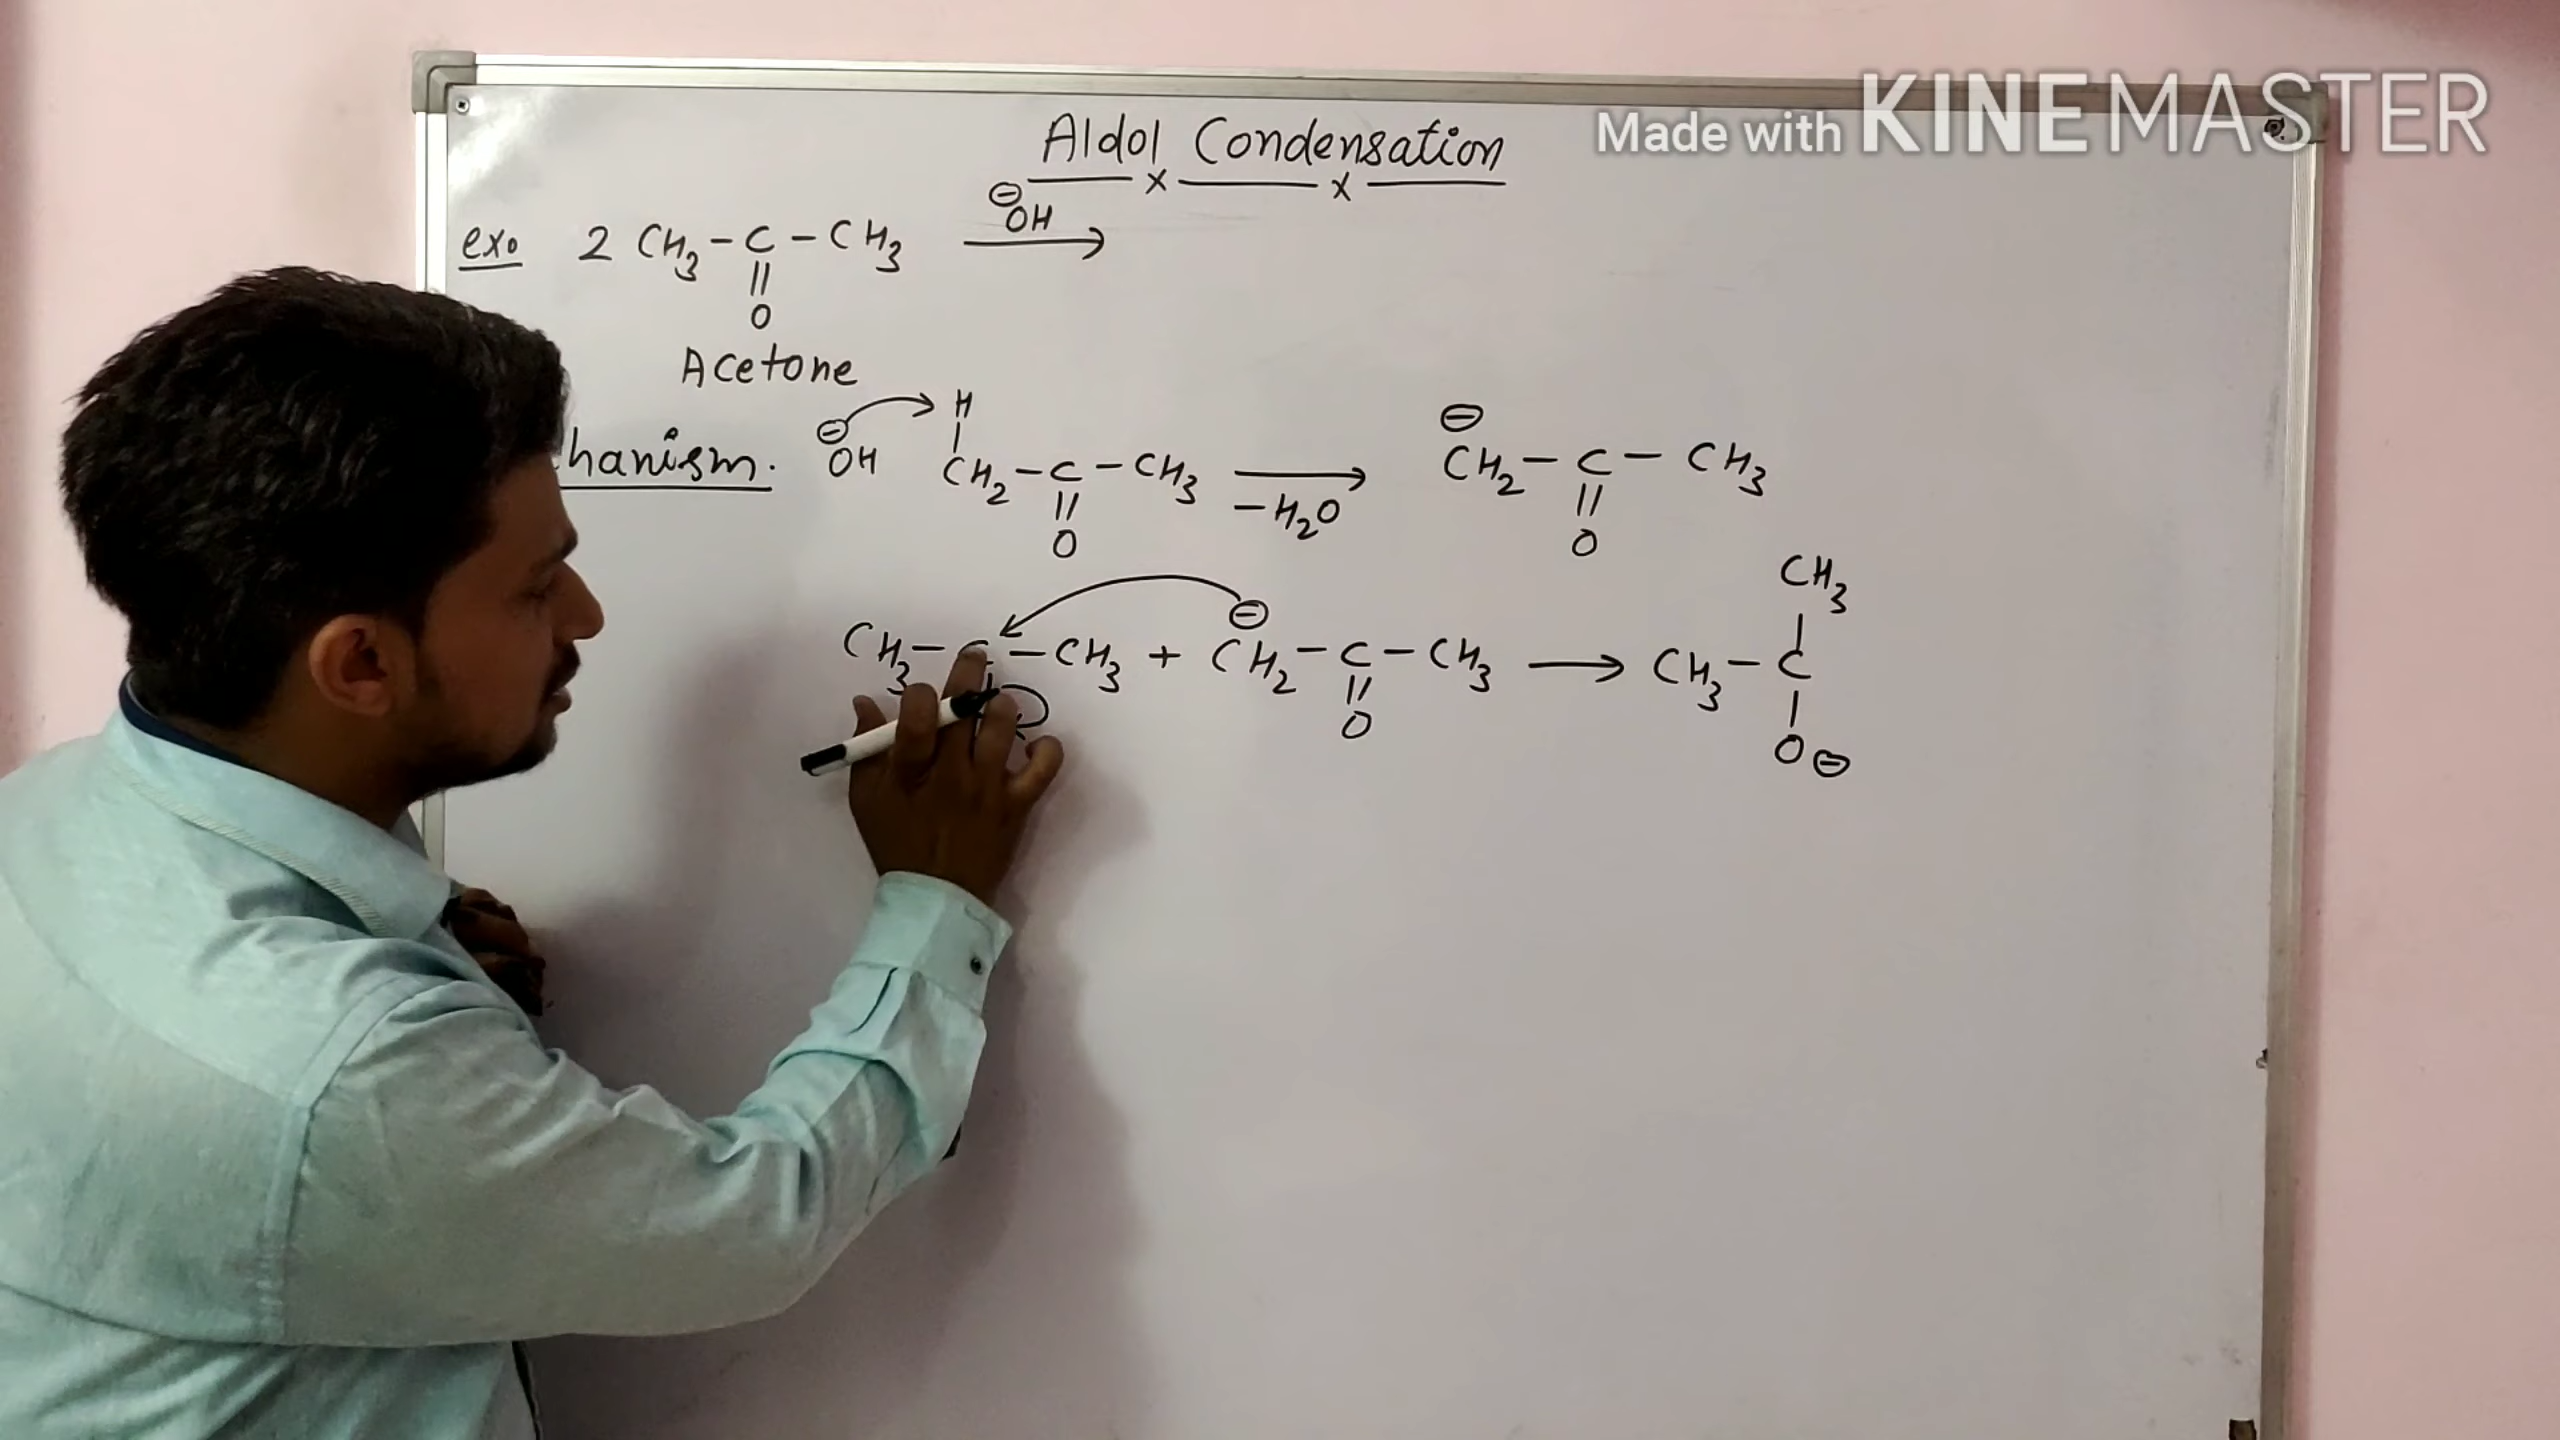 Made with KINEMASTER
Aldol Condensation
⊖
OH
exo 2 CH3 - C - CH3 →
||
O
Acetone
⊖ H ⊖
hanism. OH CH2 - C - CH3 → CH2 - C - CH3
|| - H2O ||
O O
CH3
⊖ |
CH3 - C - CH3 + CH2 - C - CH3 → CH3 - C
|| |
O O⊖